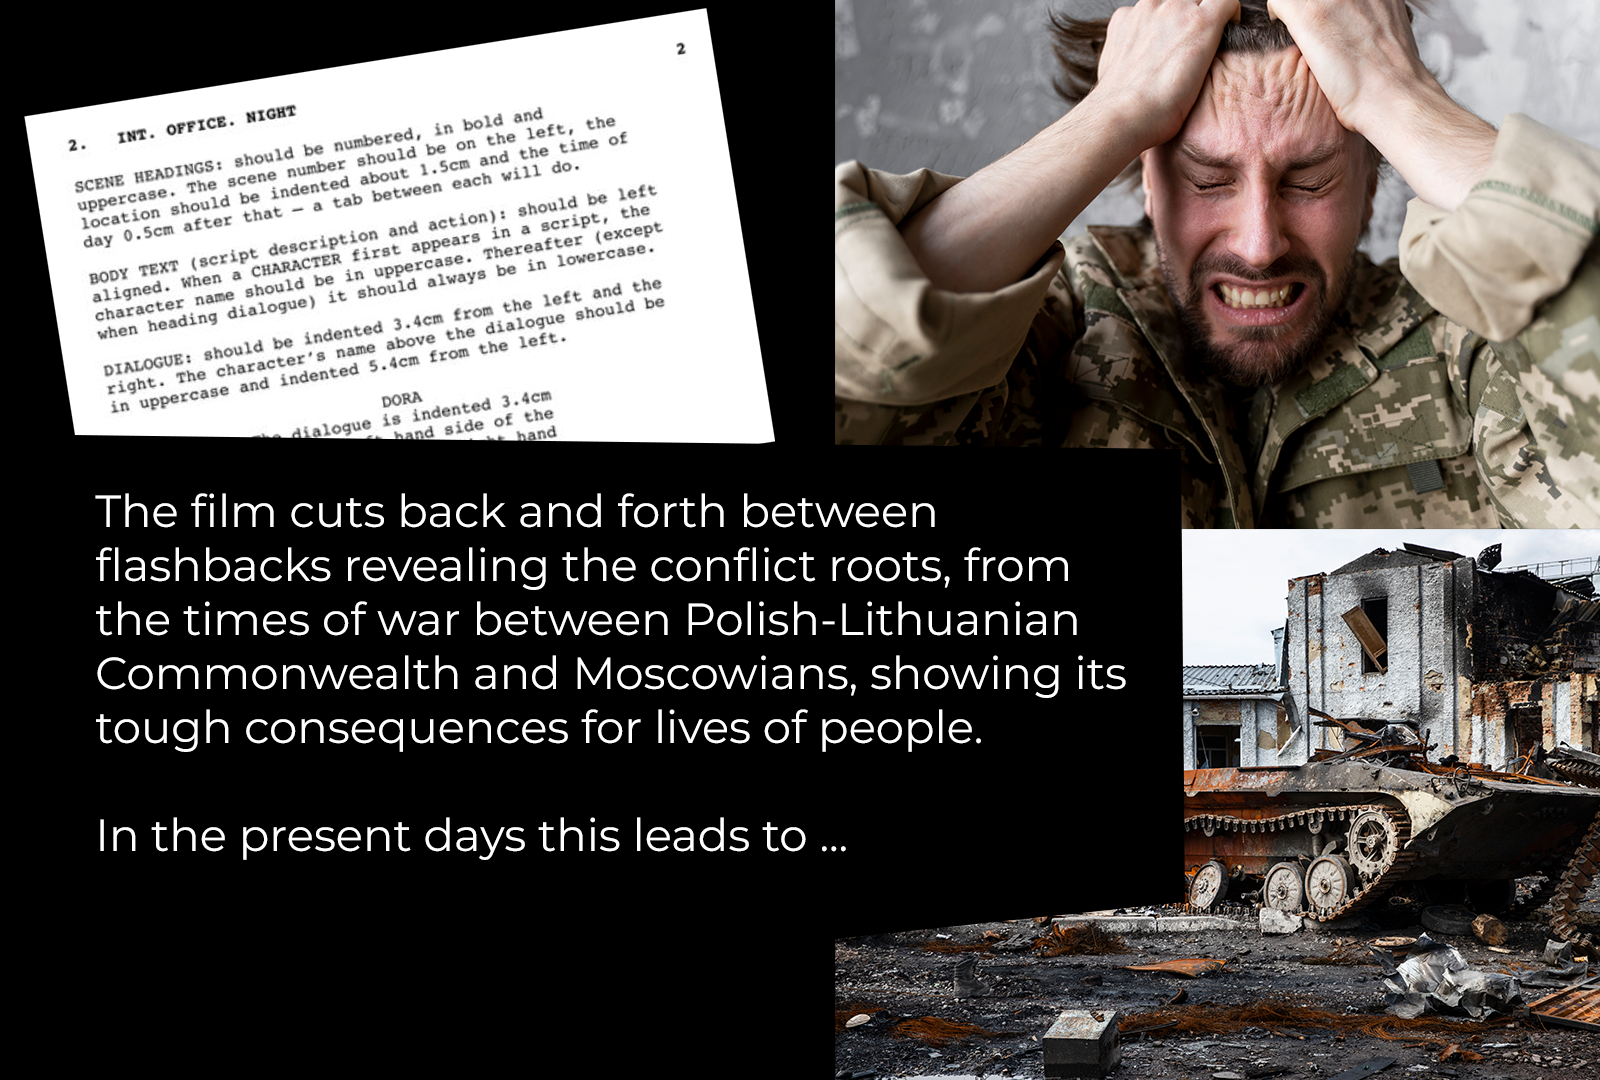 2
2. INT. OFFICE. NIGHT
SCENE HEADINGS: should be numbered, in bold and
uppercase. The scene number should be on the left, the
location should be indented about 1.5cm and the time of
day 0.5cm after that – a tab between each will do.
BODY TEXT (script description and action): should be left
aligned. When a CHARACTER first appears in a script, the
character name should be in uppercase. Thereafter (except
when heading dialogue) it should always be in lowercase.
DIALOGUE: should be indented 3.4cm from the left and the
right. The character's name above the dialogue should be
in uppercase and indented 5.4cm from the left.
DORA
dialogue is indented 3.4cm
hand side of the
hand
The film cuts back and forth between
flashbacks revealing the conflict roots, from
the times of war between Polish-Lithuanian
Commonwealth and Moscowians, showing its
tough consequences for lives of people.
In the present days this leads to ...